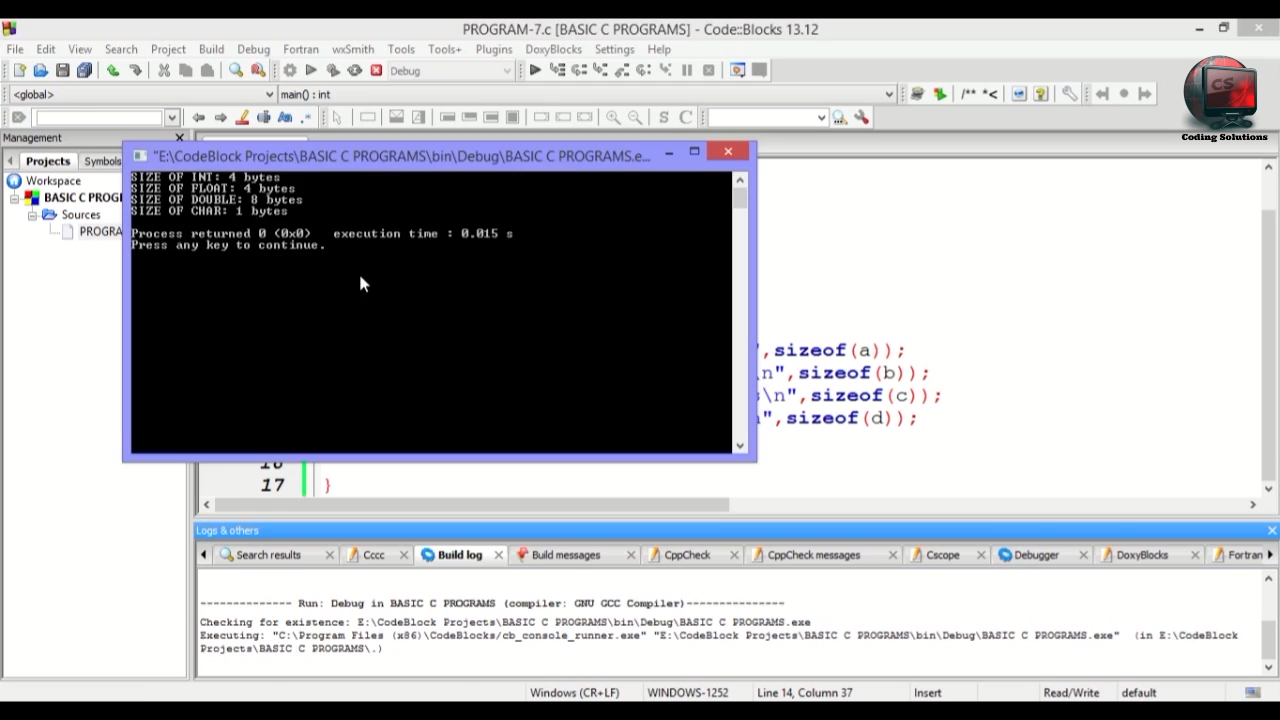 PROGRAM-7.c [BASIC C PROGRAMS] - Code::Blocks 13.12
File Edit View Search Project Build Debug Fortran wxSmith Tools Tools+ Plugins DoxyBlocks Settings Help
Debug
<global> main() : int
/** *<
S C
CS
Coding Solutions
Management
Projects Symbols
Workspace
BASIC C PROG
Sources
PROGRA
"E:\CodeBlock Projects\BASIC C PROGRAMS\bin\Debug\BASIC C PROGRAMS.e...
SIZE OF INT: 4 bytes
SIZE OF FLOAT: 4 bytes
SIZE OF DOUBLE: 8 bytes
SIZE OF CHAR: 1 bytes
Process returned 0 (0x0) execution time : 0.015 s
Press any key to continue.
",sizeof(a));
\n",sizeof(b));
s\n",sizeof(c));
",sizeof(d));
16
17 }
Logs & others
Search results Cccc Build log Build messages CppCheck CppCheck messages Cscope Debugger DoxyBlocks Fortran
-------------- Run: Debug in BASIC C PROGRAMS (compiler: GNU GCC Compiler)---------------
Checking for existence: E:\CodeBlock Projects\BASIC C PROGRAMS\bin\Debug\BASIC C PROGRAMS.exe
Executing: "C:\Program Files (x86)\CodeBlocks/cb_console_runner.exe" "E:\CodeBlock Projects\BASIC C PROGRAMS\bin\Debug\BASIC C PROGRAMS.exe" (in E:\CodeBlock
Projects\BASIC C PROGRAMS\.)
Windows (CR+LF) WINDOWS-1252 Line 14, Column 37 Insert Read/Write default